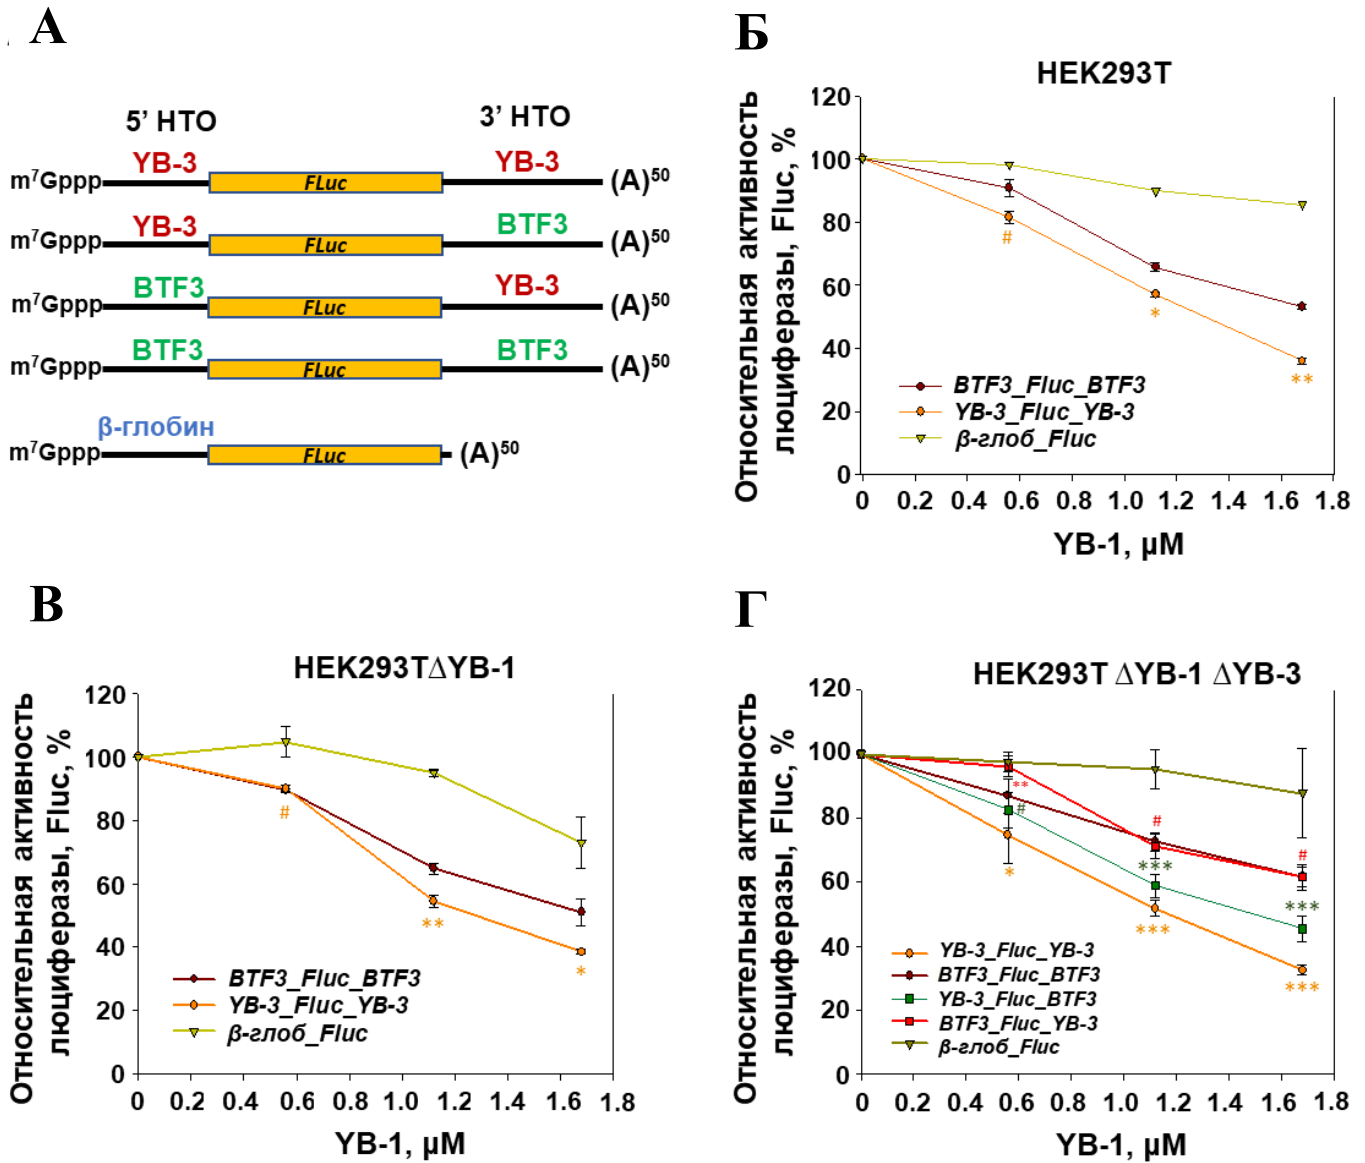 А
5' НТО
3' НТО
YB-3
YB-3
m⁷Gppp
FLuc
(A)⁵⁰
YB-3
BTF3
m⁷Gppp
FLuc
(A)⁵⁰
BTF3
YB-3
m⁷Gppp
FLuc
(A)⁵⁰
BTF3
BTF3
m⁷Gppp
FLuc
(A)⁵⁰
β-глобин
m⁷Gppp
FLuc
(A)⁵⁰
Б
HEK293T
Относительная активность
люциферазы, Fluc, %
120
100
80
60
40
20
0
#
*
**
BTF3_Fluc_BTF3
YB-3_Fluc_YB-3
β-глоб_Fluc
0 0.2 0.4 0.6 0.8 1.0 1.2 1.4 1.6 1.8
YB-1, µM
В
HEK293T∆YB-1
Относительная активность
люциферазы, Fluc, %
120
100
80
60
40
20
0
#
**
*
BTF3_Fluc_BTF3
YB-3_Fluc_YB-3
β-глоб_Fluc
0 0.2 0.4 0.6 0.8 1.0 1.2 1.4 1.6 1.8
YB-1, µM
Г
HEK293T ∆YB-1 ∆YB-3
Относительная активность
люциферазы, Fluc, %
120
100
80
60
40
20
0
**
#
*
#
***
***
#
***
***
YB-3_Fluc_YB-3
BTF3_Fluc_BTF3
YB-3_Fluc_BTF3
BTF3_Fluc_YB-3
β-глоб_Fluc
0 0.2 0.4 0.6 0.8 1.0 1.2 1.4 1.6 1.8
YB-1, µM